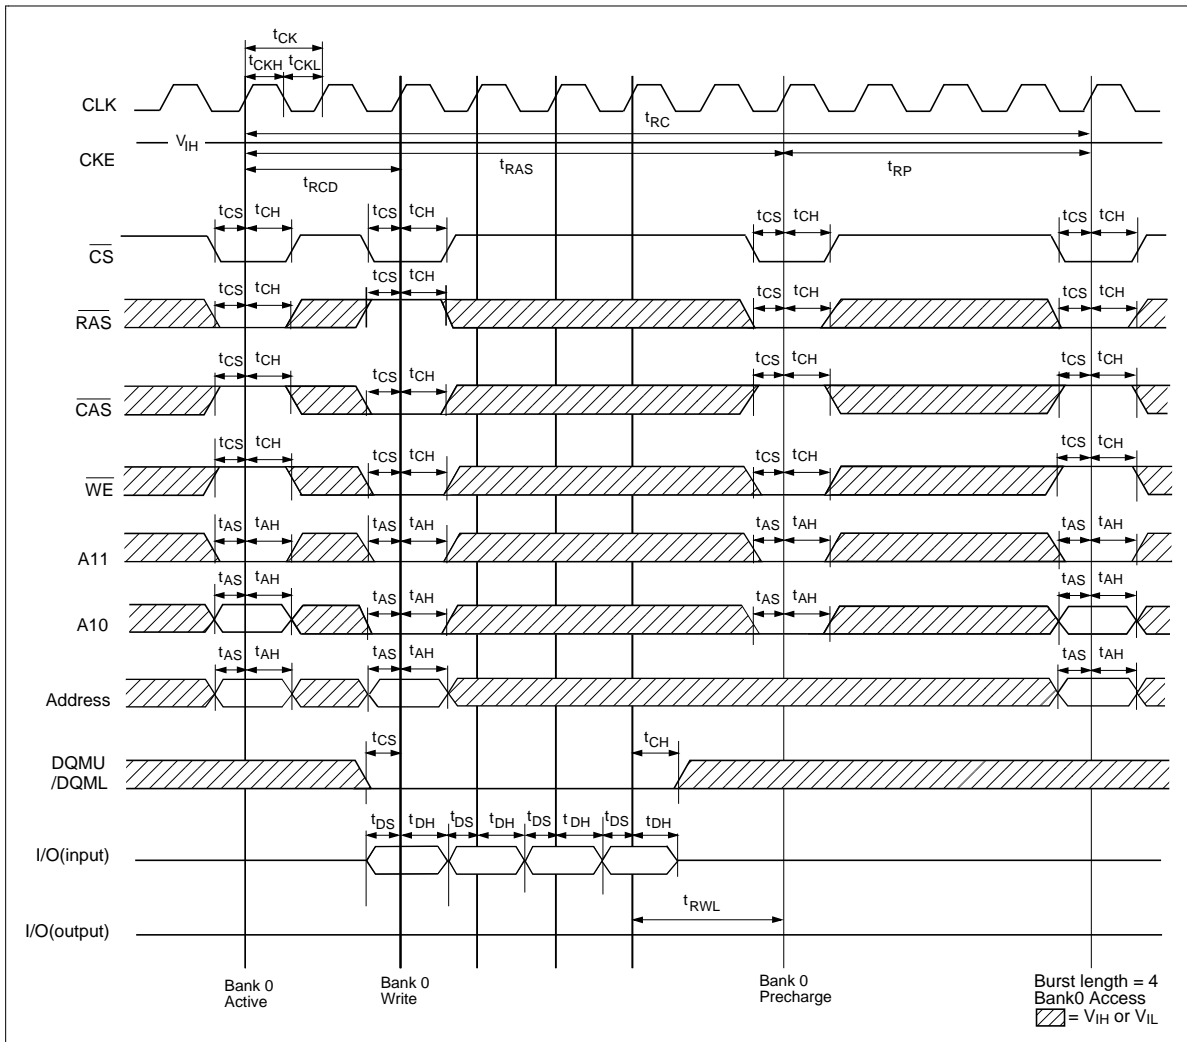 tCK
tCKH tCKL
CLK
tRC
VIH
CKE
tRAS tRP
tRCD
tCS tCH tCS tCH tCS tCH tCS tCH
CS
tCS tCH tCS tCH tCS tCH tCS tCH
RAS
tCS tCH tCS tCH tCS tCH tCS tCH
CAS
tCS tCH tCS tCH tCS tCH tCS tCH
WE
tAS tAH tAS tAH tAS tAH tAS tAH
A11
tAS tAH tAS tAH tAS tAH tAS tAH
A10
tAS tAH tAS tAH tAS tAH
Address
tCS tCH
DQMU
/DQML
tDS tDH tDS tDH tDS tDH tDS tDH
I/O(input)
tRWL
I/O(output)
Bank 0
Active
Bank 0
Write
Bank 0
Precharge
Burst length = 4
Bank0 Access
= VIH or VIL